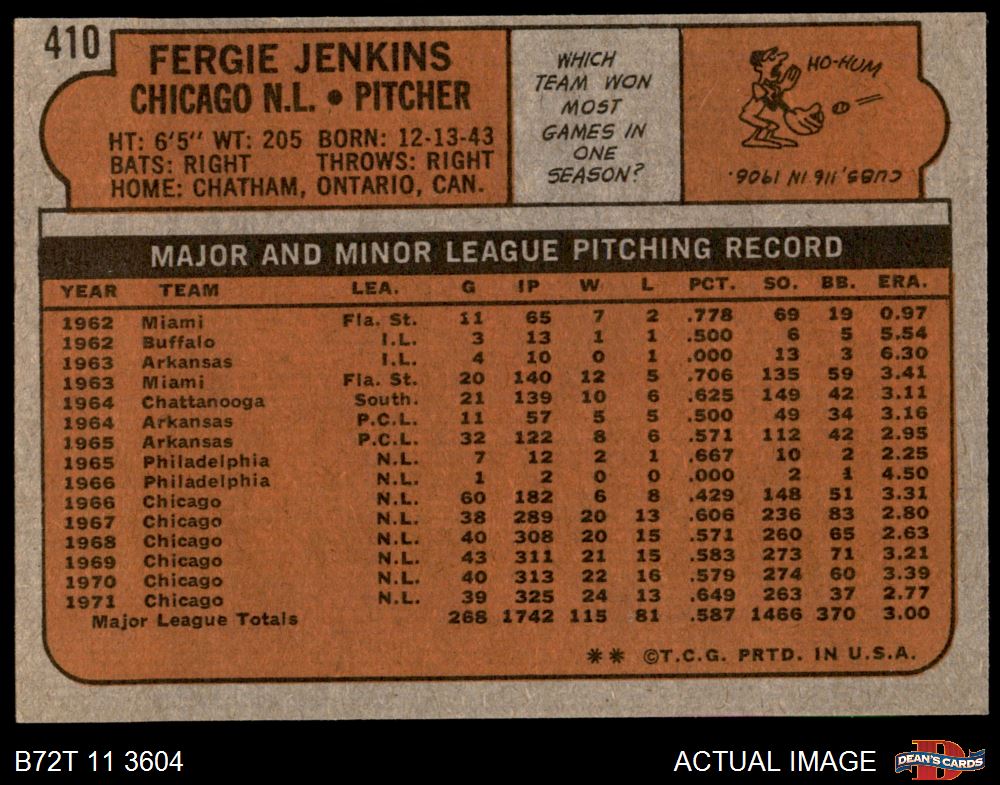 410
FERGIE JENKINS
CHICAGO N.L. • PITCHER
HT: 6'5" WT: 205 BORN: 12-13-43
BATS: RIGHT THROWS: RIGHT
HOME: CHATHAM, ONTARIO, CAN.
WHICH
TEAM WON
MOST
GAMES IN
ONE
SEASON?
HO-HUM
CUBS, 116 IN 1906.
MAJOR AND MINOR LEAGUE PITCHING RECORD
YEAR TEAM LEA. G IP W L PCT. SO. BB. ERA.
1962 Miami Fla. St. 11 65 7 2 .778 69 19 0.97
1962 Buffalo I.L. 3 13 1 1 .500 6 5 5.54
1963 Arkansas I.L. 4 10 0 1 .000 13 3 6.30
1963 Miami Fla. St. 20 140 12 5 .706 135 59 3.41
1964 Chattanooga South. 21 139 10 6 .625 149 42 3.11
1964 Arkansas P.C.L. 11 57 5 5 .500 49 34 3.16
1965 Arkansas P.C.L. 32 122 8 6 .571 112 42 2.95
1965 Philadelphia N.L. 7 12 2 1 .667 10 2 2.25
1966 Philadelphia N.L. 1 2 0 0 .000 2 1 4.50
1966 Chicago N.L. 60 182 6 8 .429 148 51 3.31
1967 Chicago N.L. 38 289 20 13 .606 236 83 2.80
1968 Chicago N.L. 40 308 20 15 .571 260 65 2.63
1969 Chicago N.L. 43 311 21 15 .583 273 71 3.21
1970 Chicago N.L. 40 313 22 16 .579 274 60 3.39
1971 Chicago N.L. 39 325 24 13 .649 263 37 2.77
Major League Totals 268 1742 115 81 .587 1466 370 3.00
** ©T.C.G. PRTD. IN U.S.A.
B72T 11 3604
ACTUAL IMAGE
D
DEAN'S CARDS